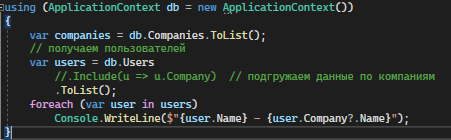 using (ApplicationContext db = new ApplicationContext())
{
var companies = db.Companies.ToList();
// получаем пользователей
var users = db.Users
//.Include(u => u.Company)  // подгружаем данные по компаниям
.ToList();
foreach (var user in users)
Console.WriteLine($"{user.Name} – {user.Company?.Name}");
}